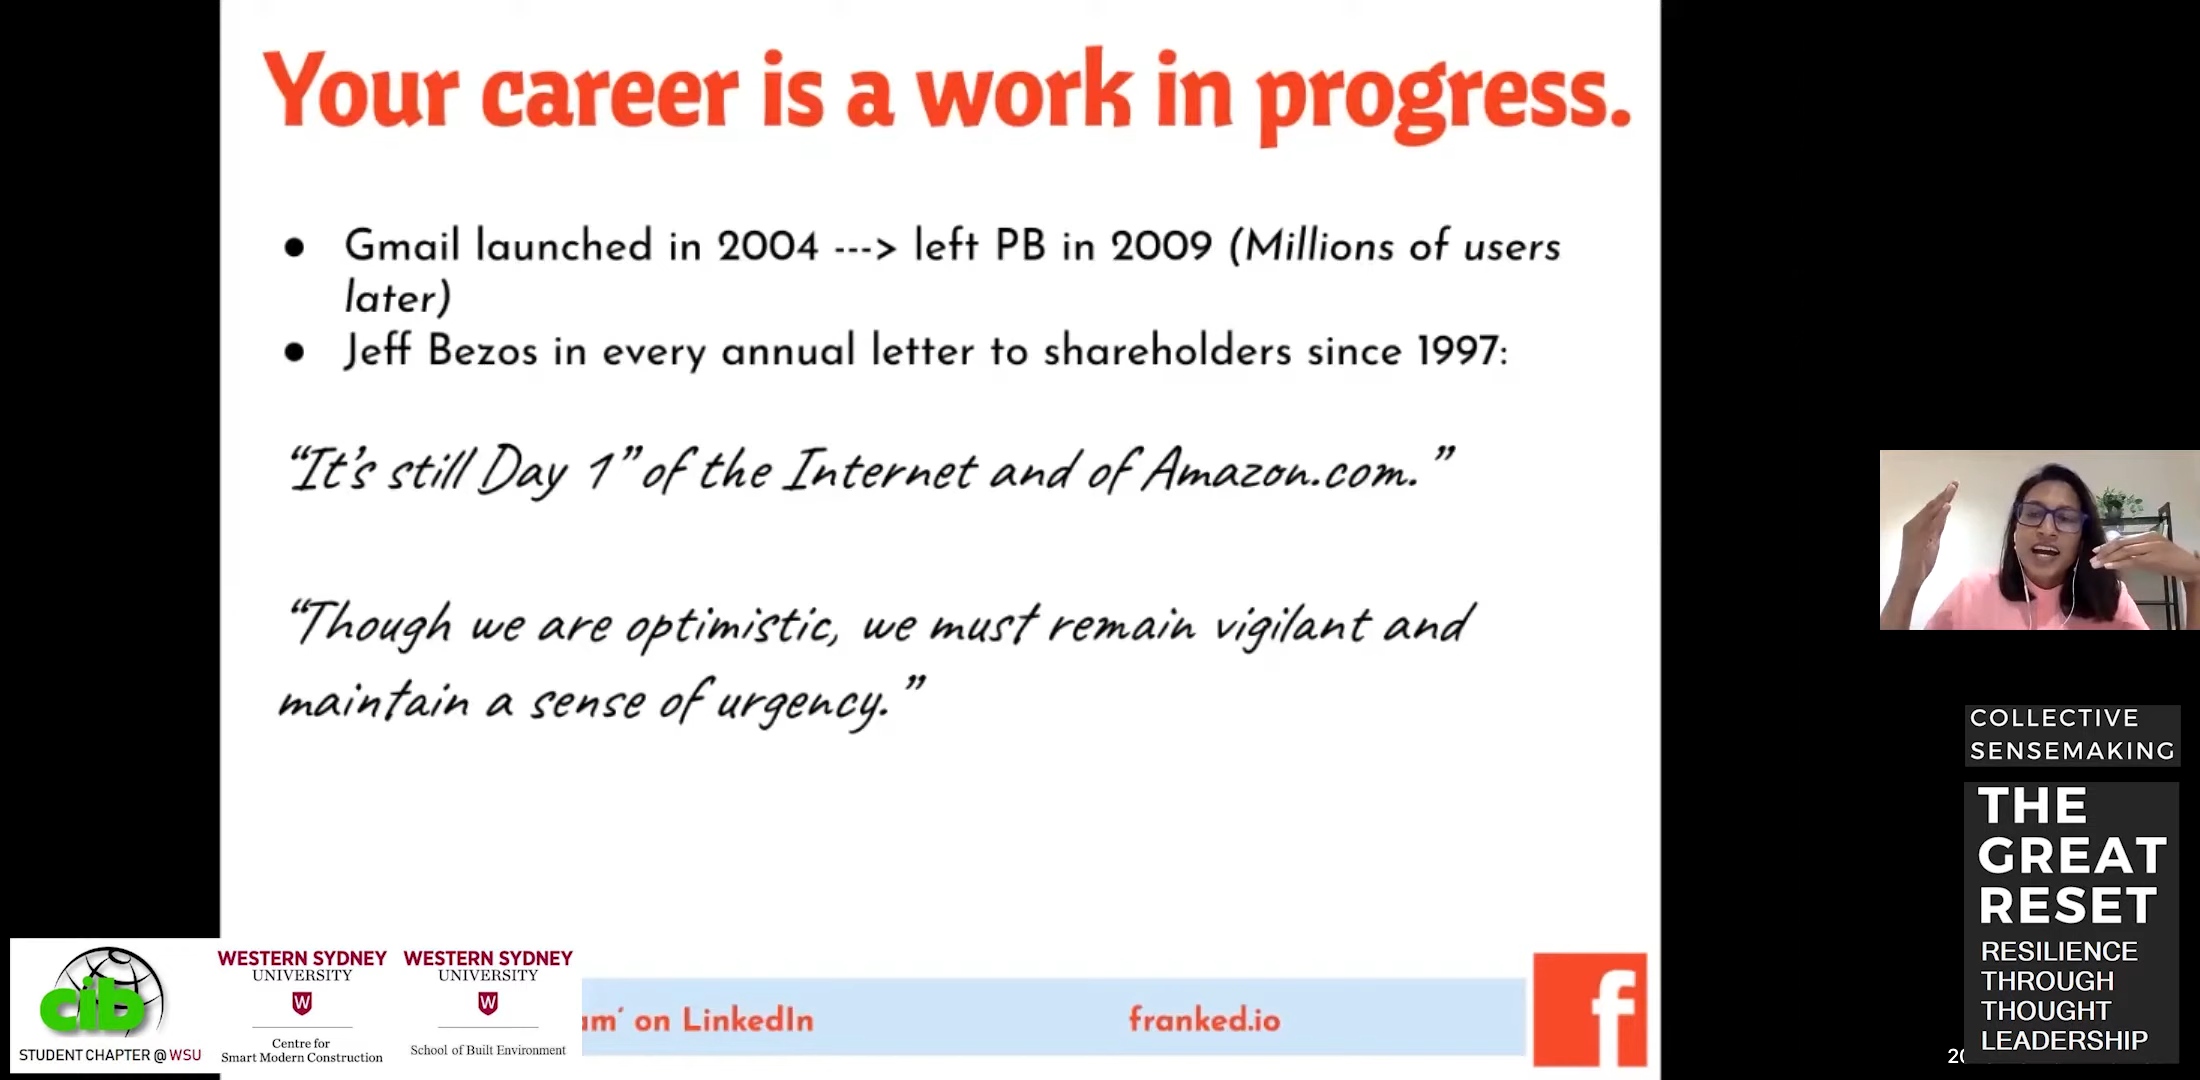 Your career is a work in progress.
● Gmail launched in 2004 ---> left PB in 2009 (Millions of users
later)
● Jeff Bezos in every annual letter to shareholders since 1997:
“It’s still Day 1” of the Internet and of Amazon.com.”
“Though we are optimistic, we must remain vigilant and
maintain a sense of urgency.”
COLLECTIVE
SENSEMAKING
THE
GREAT
RESET
RESILIENCE
THROUGH
THOUGHT
LEADERSHIP
cib
STUDENT CHAPTER @ WSU
WESTERN SYDNEY
UNIVERSITY
W
Centre for
Smart Modern Construction
WESTERN SYDNEY
UNIVERSITY
W
School of Built Environment
on LinkedIn
franked.io
f